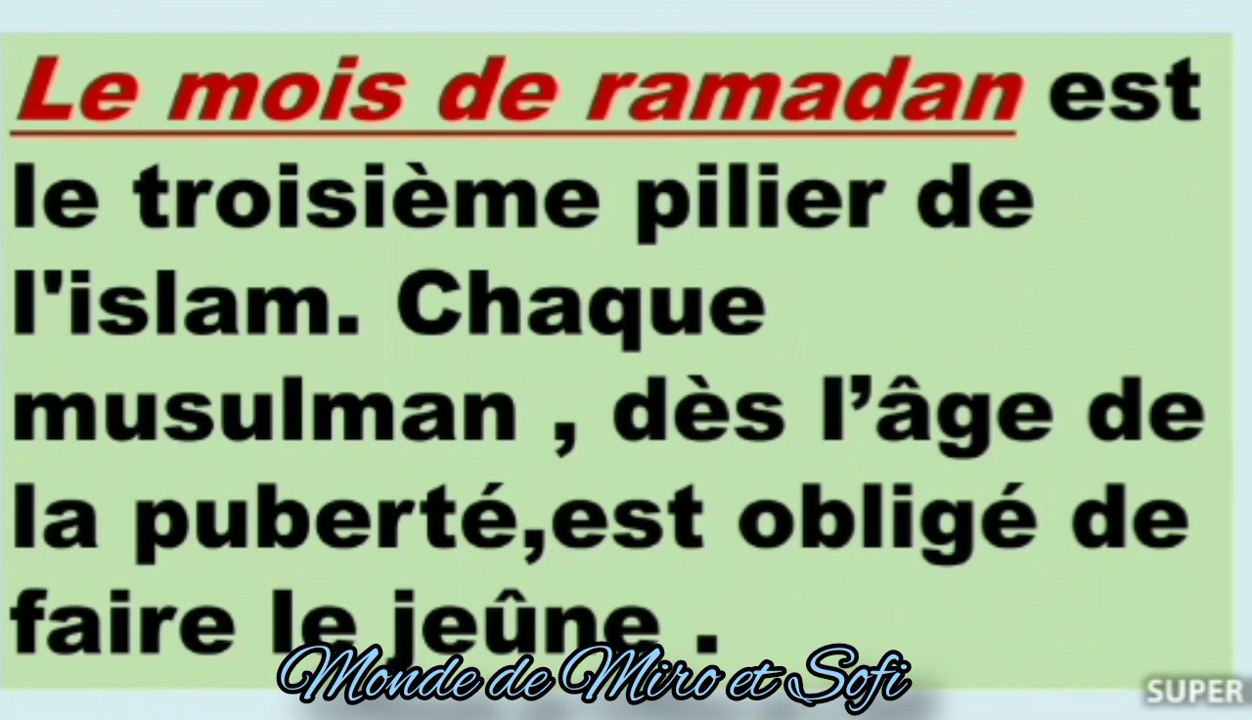 Le mois de ramadan est
le troisième pilier de
l'islam. Chaque
musulman , dès l’âge de
la puberté,est obligé de
faire le jeûne .
Monde de Miro et Sofi
SUPER